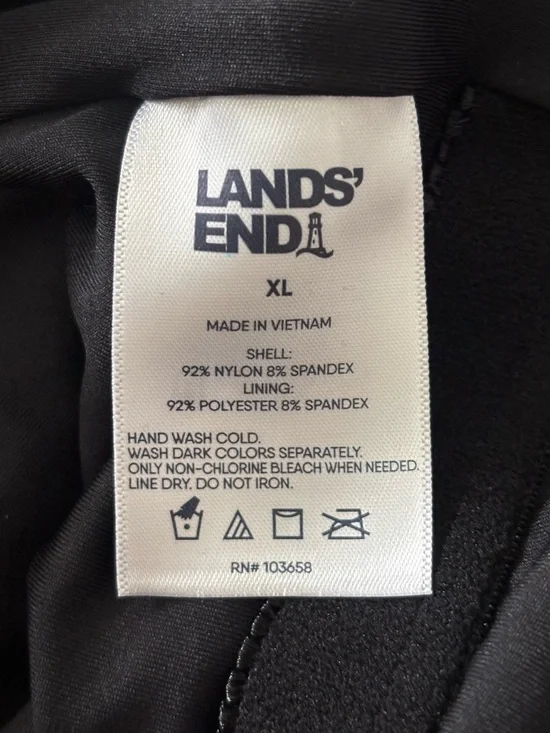 LANDS'
END
XL
MADE IN VIETNAM
SHELL:
92% NYLON 8% SPANDEX
LINING:
92% POLYESTER 8% SPANDEX
HAND WASH COLD.
WASH DARK COLORS SEPARATELY.
ONLY NON-CHLORINE BLEACH WHEN NEEDED.
LINE DRY. DO NOT IRON.
RN# 103658